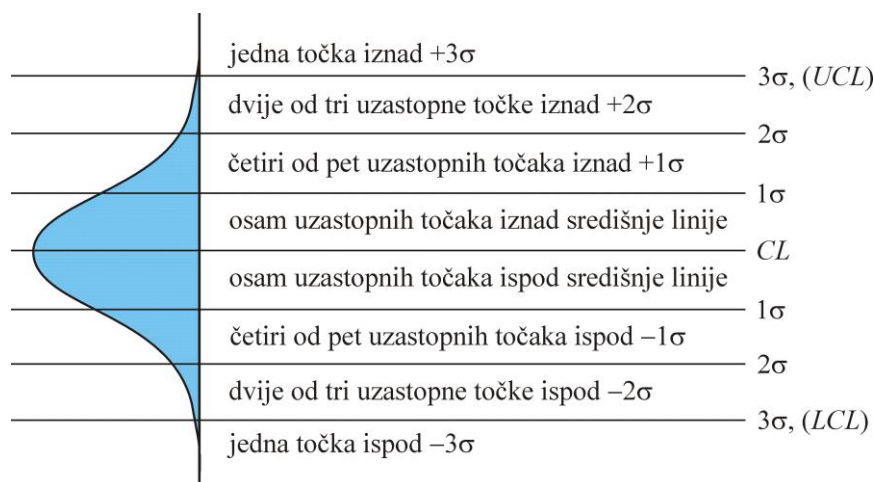 jedna točka iznad +3σ
3σ, (UCL)
dvije od tri uzastopne točke iznad +2σ
2σ
četiri od pet uzastopnih točaka iznad +1σ
1σ
osam uzastopnih točaka iznad središnje linije
CL
osam uzastopnih točaka ispod središnje linije
1σ
četiri od pet uzastopnih točaka ispod −1σ
2σ
dvije od tri uzastopne točke ispod −2σ
3σ, (LCL)
jedna točka ispod −3σ